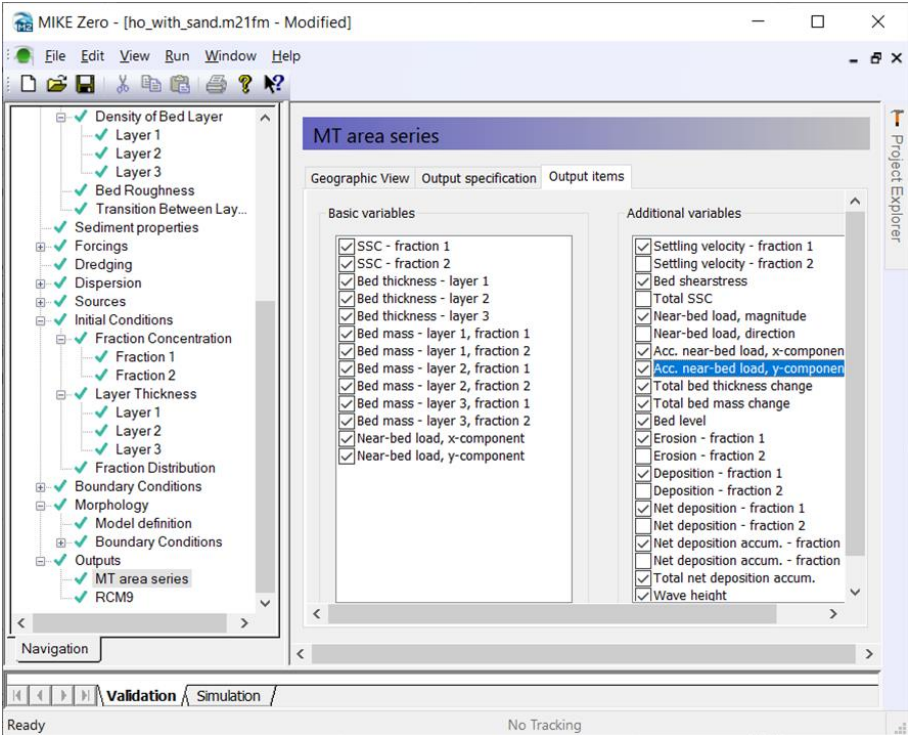 MIKE Zero - [ho_with_sand.m21fm - Modified]
File Edit View Run Window Help
Density of Bed Layer
Layer 1
Layer 2
Layer 3
Bed Roughness
Transition Between Lay...
Sediment properties
Forcings
Dredging
Dispersion
Sources
Initial Conditions
Fraction Concentration
Fraction 1
Fraction 2
Layer Thickness
Layer 1
Layer 2
Layer 3
Fraction Distribution
Boundary Conditions
Morphology
Model definition
Boundary Conditions
Outputs
MT area series
RCM9
Navigation
MT area series
Geographic View Output specification Output items
Basic variables
SSC - fraction 1
SSC - fraction 2
Bed thickness - layer 1
Bed thickness - layer 2
Bed thickness - layer 3
Bed mass - layer 1, fraction 1
Bed mass - layer 1, fraction 2
Bed mass - layer 2, fraction 1
Bed mass - layer 2, fraction 2
Bed mass - layer 3, fraction 1
Bed mass - layer 3, fraction 2
Near-bed load, x-component
Near-bed load, y-component
Additional variables
Settling velocity - fraction 1
Settling velocity - fraction 2
Bed shearstress
Total SSC
Near-bed load, magnitude
Near-bed load, direction
Acc. near-bed load, x-componen
Acc. near-bed load, y-componen
Total bed thickness change
Total bed mass change
Bed level
Erosion - fraction 1
Erosion - fraction 2
Deposition - fraction 1
Deposition - fraction 2
Net deposition - fraction 1
Net deposition - fraction 2
Net deposition accum. - fraction
Net deposition accum. - fraction
Total net deposition accum.
Wave height
Project Explorer
Validation Simulation
Ready
No Tracking